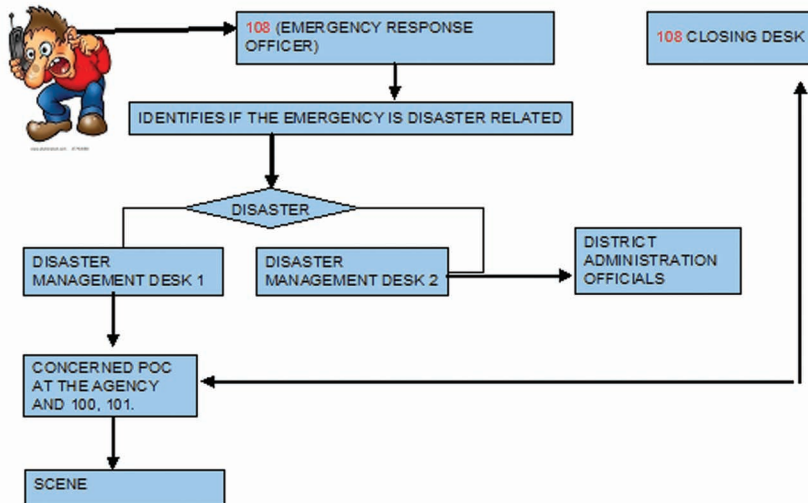 108 (EMERGENCY RESPONSE
OFFICER)
108 CLOSING DESK
IDENTIFIES IF THE EMERGENCY IS DISASTER RELATED
DISASTER
DISASTER
MANAGEMENT DESK 1
DISASTER
MANAGEMENT DESK 2
DISTRICT
ADMINISTRATION
OFFICIALS
CONCERNED POC
AT THE AGENCY
AND 100, 101.
SCENE